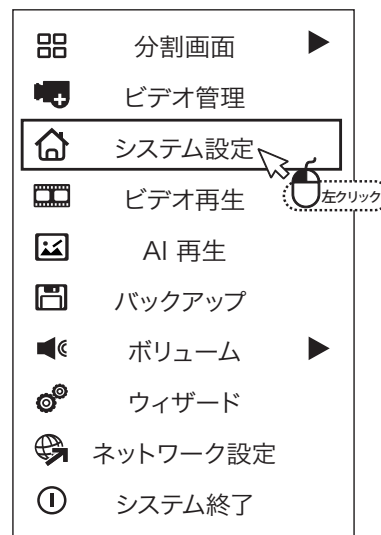 分割画面
ビデオ管理
システム設定
ビデオ再生
左クリック
AI 再生
バックアップ
ボリューム
ウィザード
ネットワーク設定
システム終了